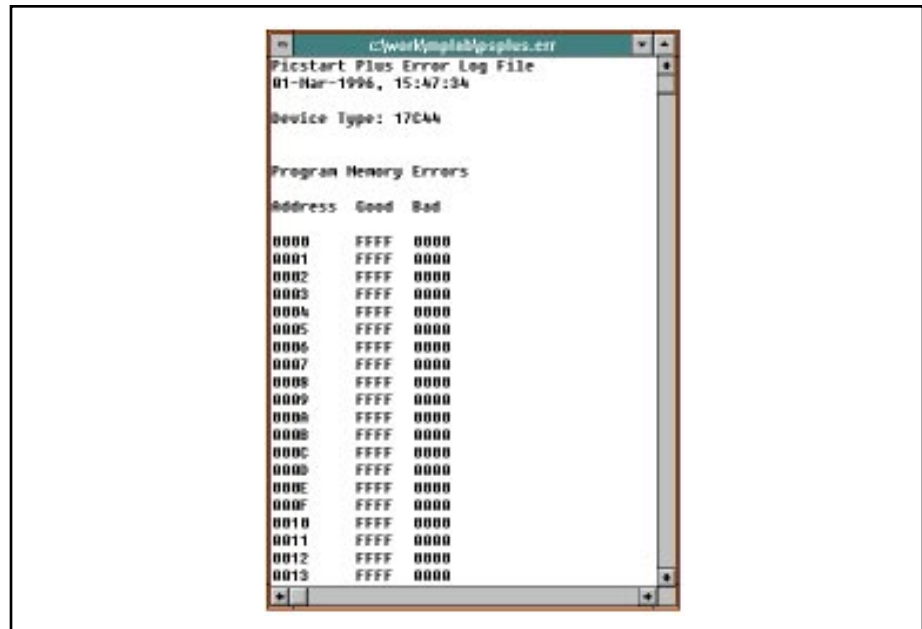 c:\work\mplab\psplus.err
Picstart Plus Error Log File
01-Mar-1996, 15:47:34
Device Type: 17C44
Program Memory Errors
Address Good Bad
0000 FFFF 0000
0001 FFFF 0000
0002 FFFF 0000
0003 FFFF 0000
0004 FFFF 0000
0005 FFFF 0000
0006 FFFF 0000
0007 FFFF 0000
0008 FFFF 0000
0009 FFFF 0000
000A FFFF 0000
000B FFFF 0000
000C FFFF 0000
000D FFFF 0000
000E FFFF 0000
000F FFFF 0000
0010 FFFF 0000
0011 FFFF 0000
0012 FFFF 0000
0013 FFFF 0000